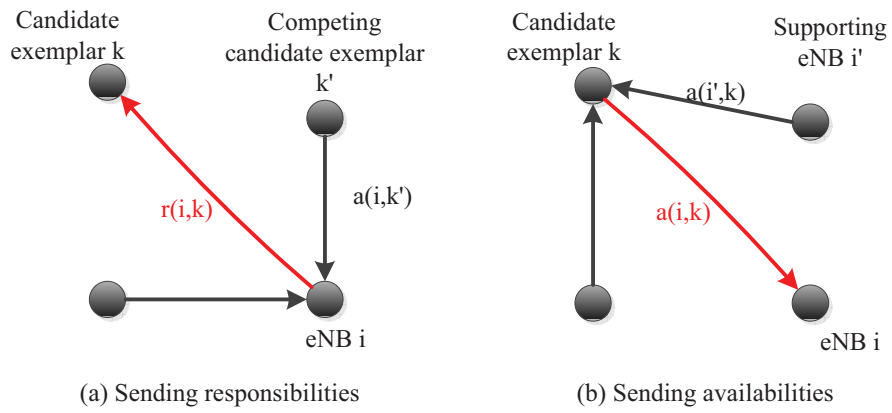 Candidate
exemplar k
Competing
candidate exemplar
k'
r(i,k)
a(i,k')
eNB i
(a) Sending responsibilities
Candidate
exemplar k
Supporting
eNB i'
a(i',k)
a(i,k)
eNB i
(b) Sending availabilities